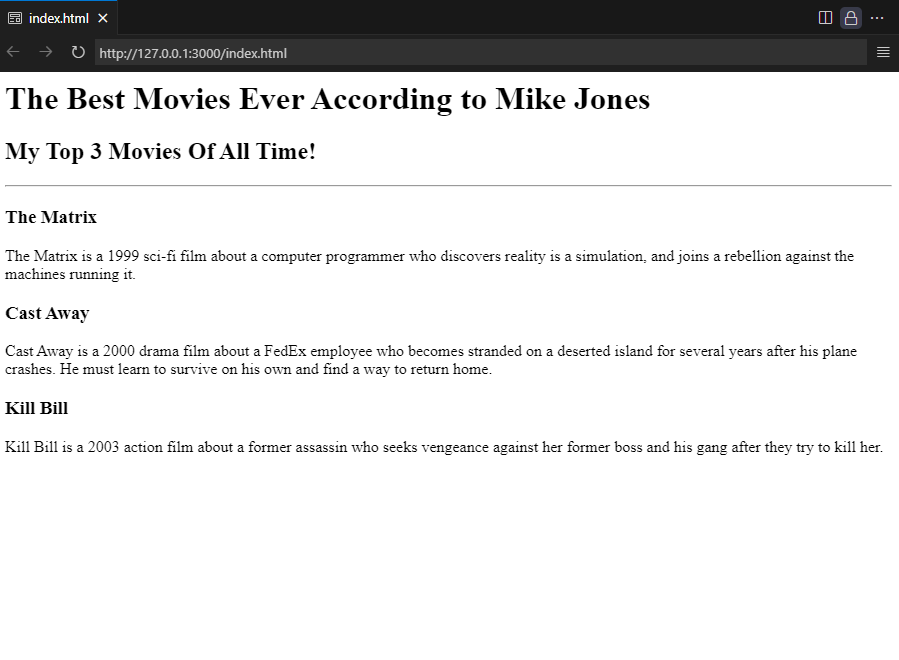 index.html
http://127.0.0.1:3000/index.html
The Best Movies Ever According to Mike Jones
My Top 3 Movies Of All Time!
The Matrix
The Matrix is a 1999 sci-fi film about a computer programmer who discovers reality is a simulation, and joins a rebellion against the
machines running it.
Cast Away
Cast Away is a 2000 drama film about a FedEx employee who becomes stranded on a deserted island for several years after his plane
crashes. He must learn to survive on his own and find a way to return home.
Kill Bill
Kill Bill is a 2003 action film about a former assassin who seeks vengeance against her former boss and his gang after they try to kill her.